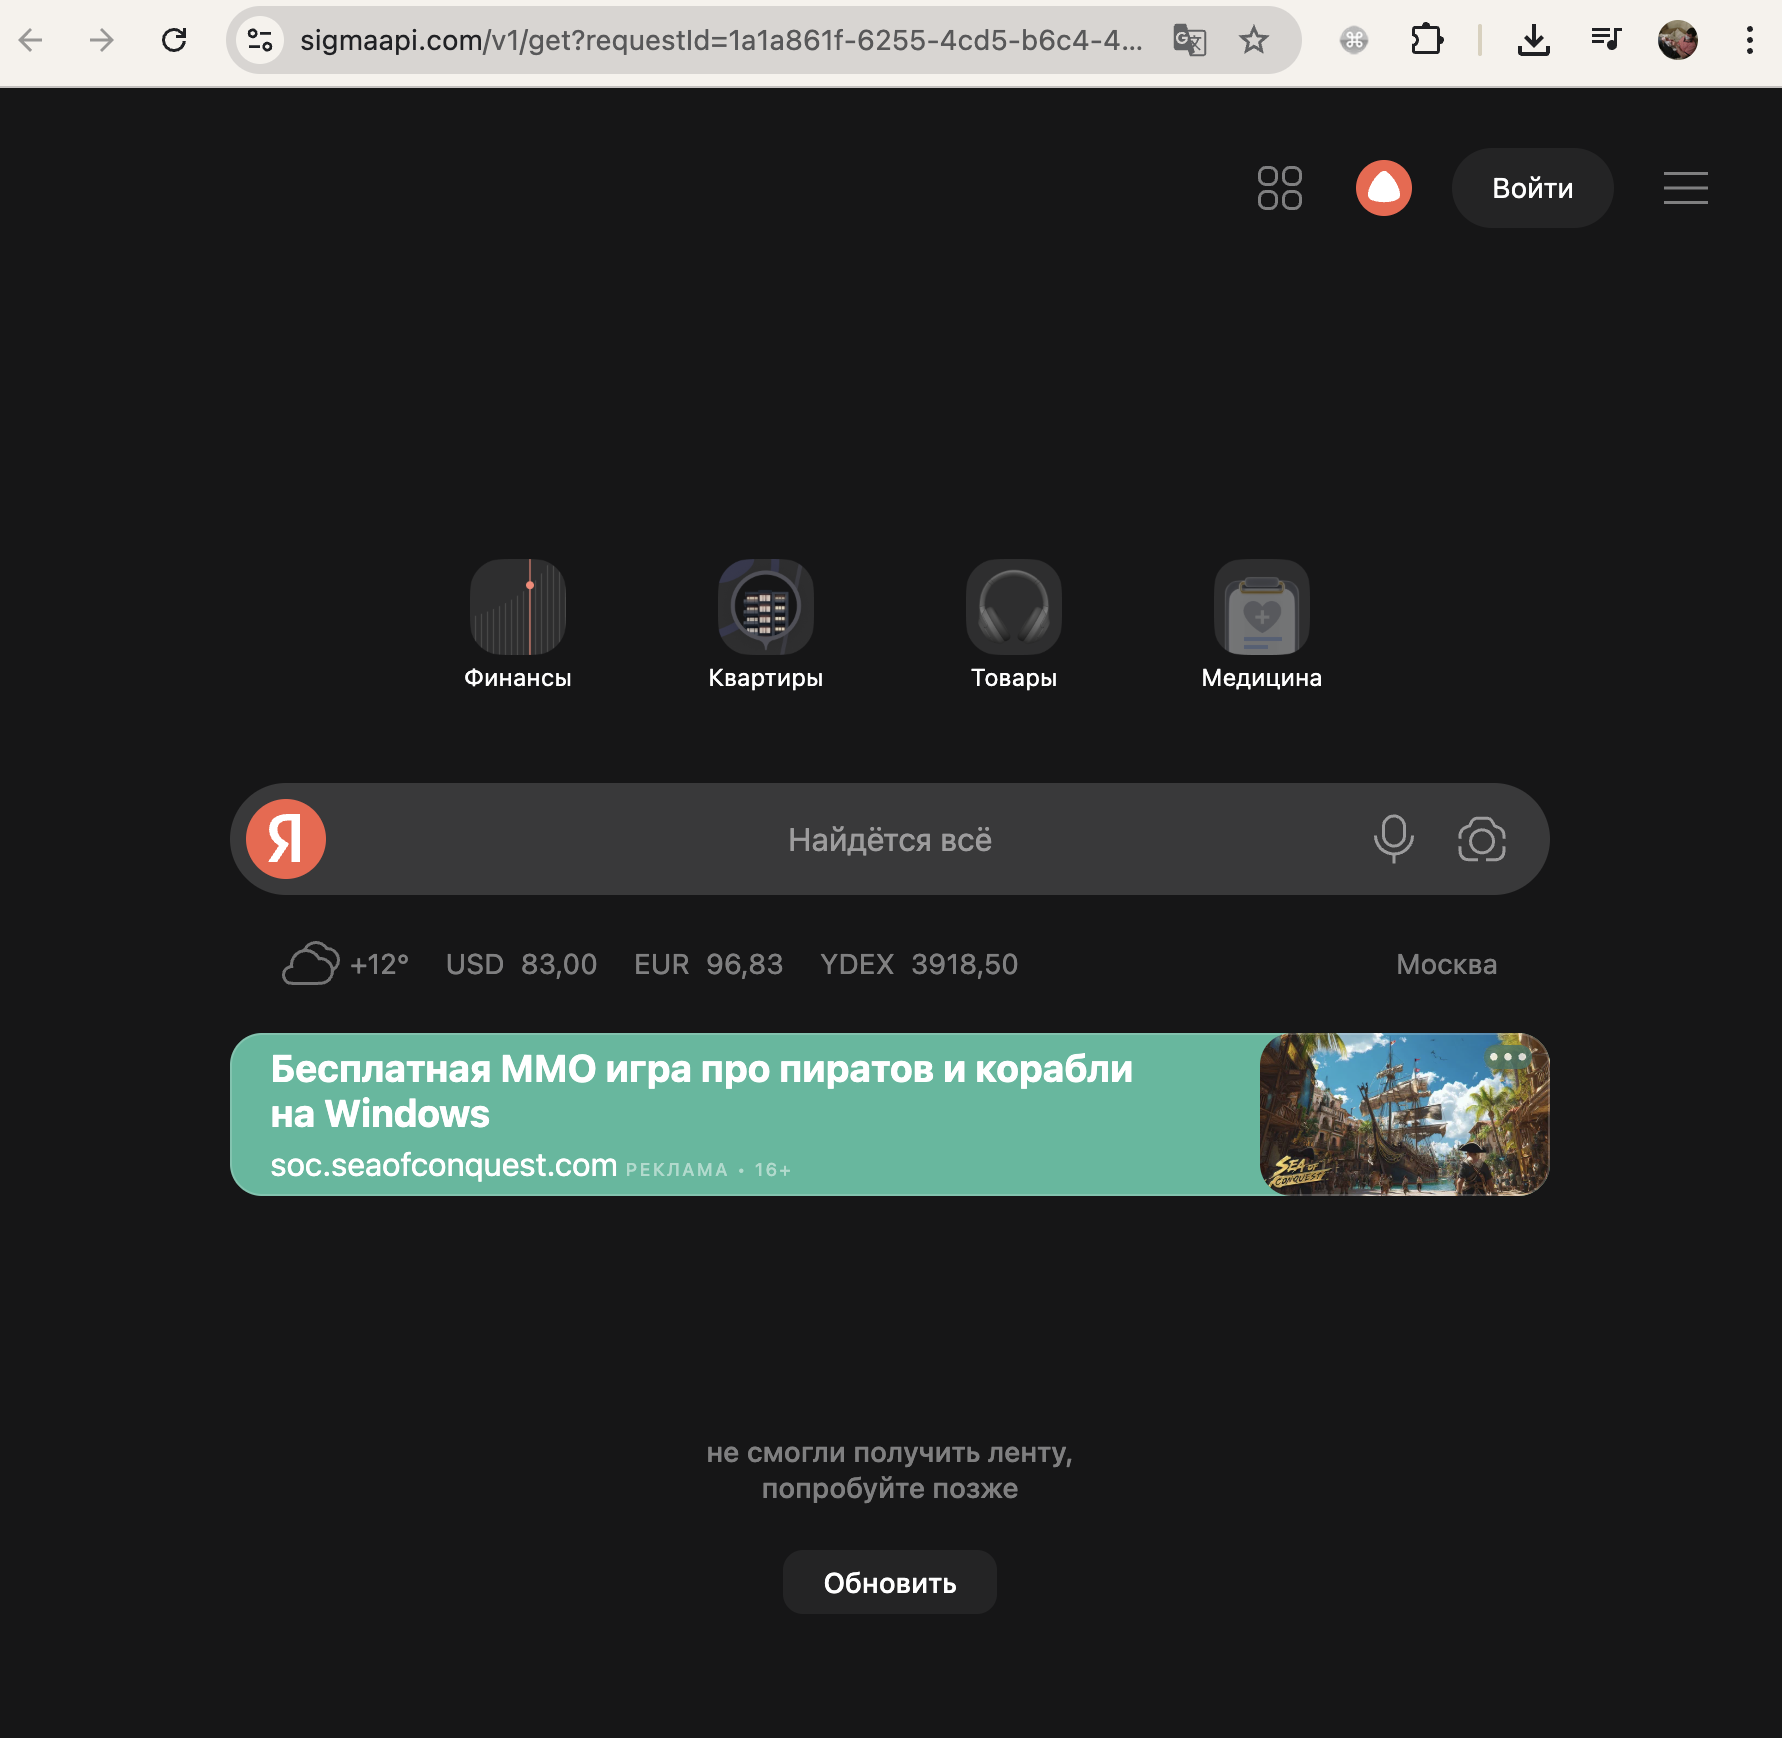 sigmaapi.com/v1/get?requestId=1a1a861f-6255-4cd5-b6c4-4...
Войти
Финансы
Квартиры
Товары
Медицина
Я
Найдётся всё
+12°
USD 83,00
EUR 96,83
YDEX 3918,50
Москва
Бесплатная ММО игра про пиратов и корабли
на Windows
soc.seaofconquest.com РЕКЛАМА • 16+
SEA OF
CONQUEST
не смогли получить ленту,
попробуйте позже
Обновить